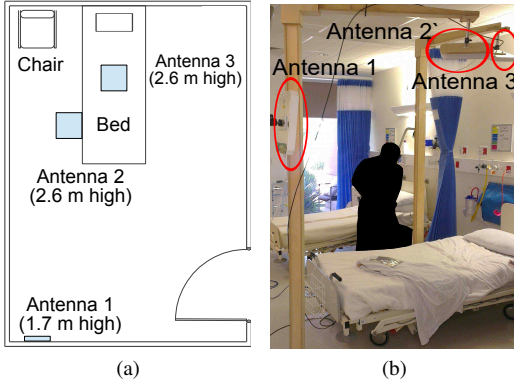 Chair
Antenna 3
(2.6 m high)
Bed
Antenna 2
(2.6 m high)
Antenna 1
(1.7 m high)
(a)
Antenna 2`
Antenna 1
Antenna 3
(b)